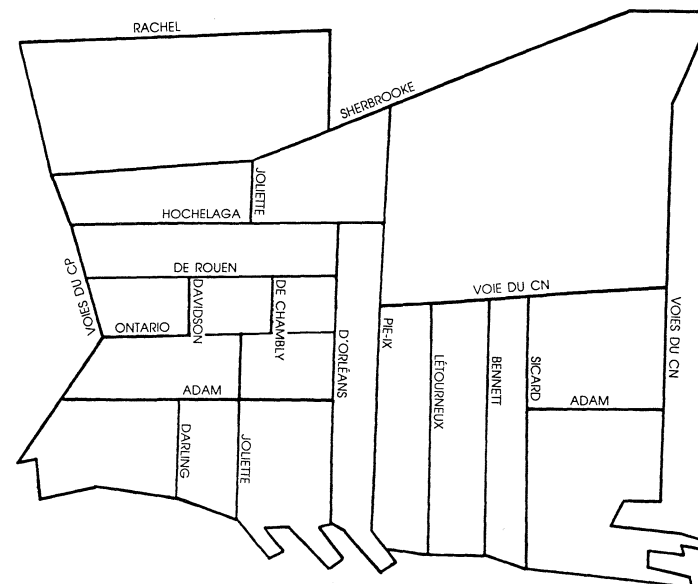 RACHEL
SHERBROOKE
JOLIETTE
HOCHELAGA
VOIES DU CP
DE ROUEN
DAVIDSON
DE CHAMBLY
VOIE DU CN
VOIES DU CN
ONTARIO
D'ORLÉANS
PIE-IX
LÉTOURNEUX
BENNETT
SICARD
ADAM
ADAM
DARLING
JOLIETTE